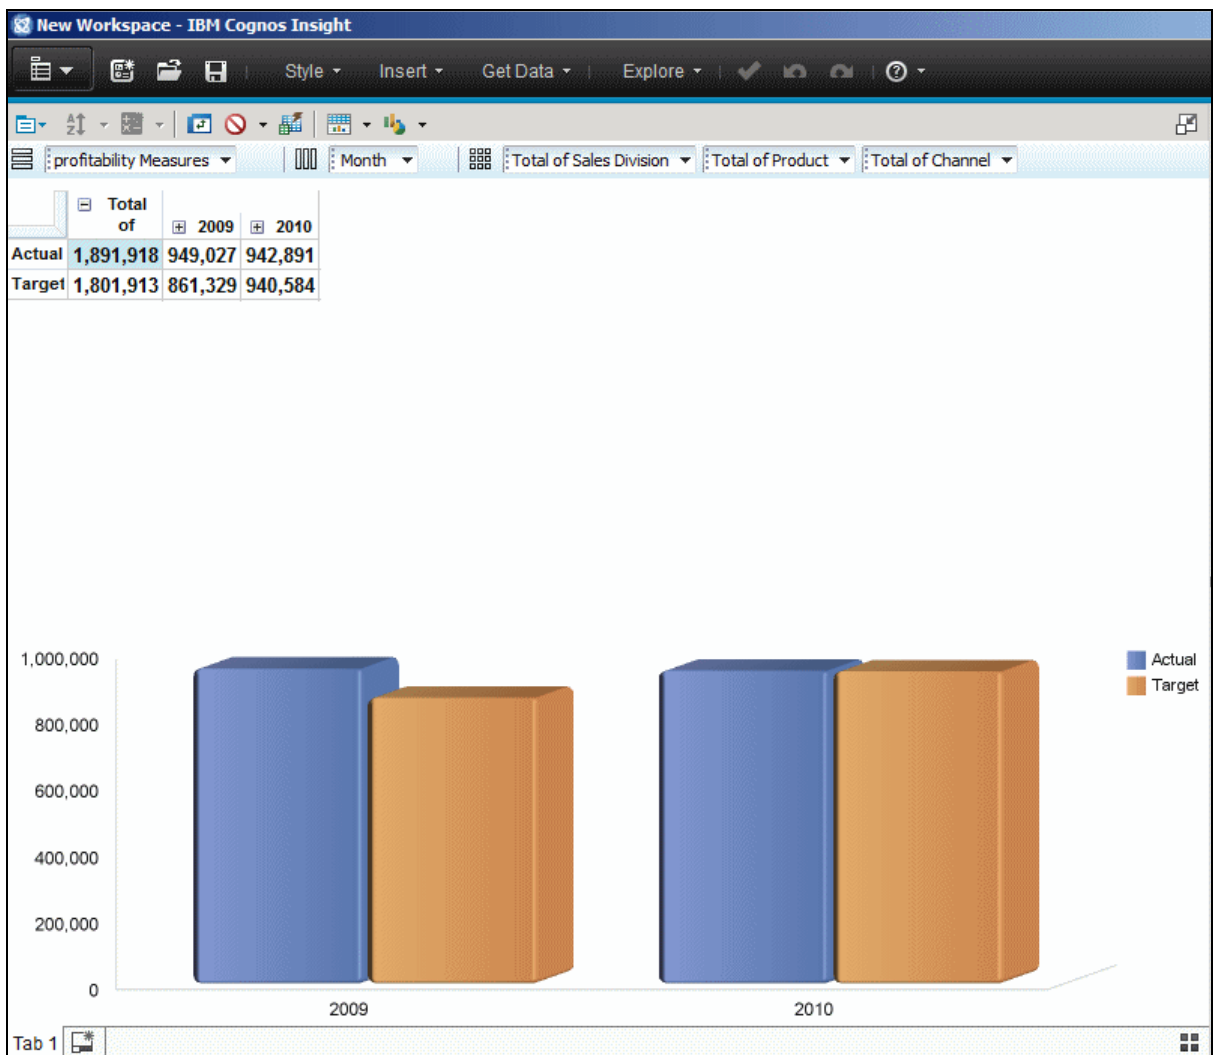 New Workspace - IBM Cognos Insight
Style Insert Get Data Explore
profitability Measures Month Total of Sales Division Total of Product Total of Channel
Total
of 2009 2010
Actual 1,891,918 949,027 942,891
Target 1,801,913 861,329 940,584
1,000,000
800,000
600,000
400,000
200,000
0
2009 2010
Actual
Target
Tab 1